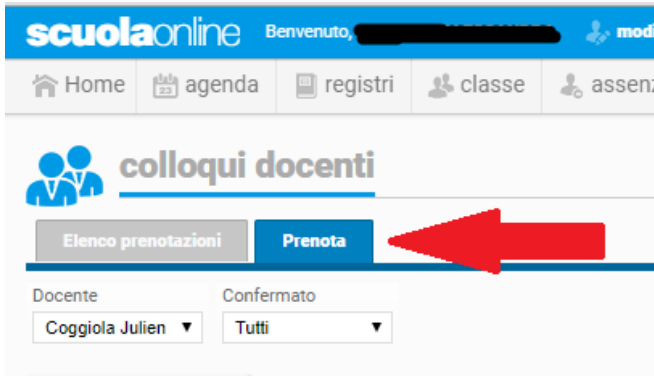 scuolaonline Benvenuto,
Home agenda registri classe
23
colloqui docenti
Elenco prenotazioni Prenota
Docente Confermato
Coggiola Julien Tutti